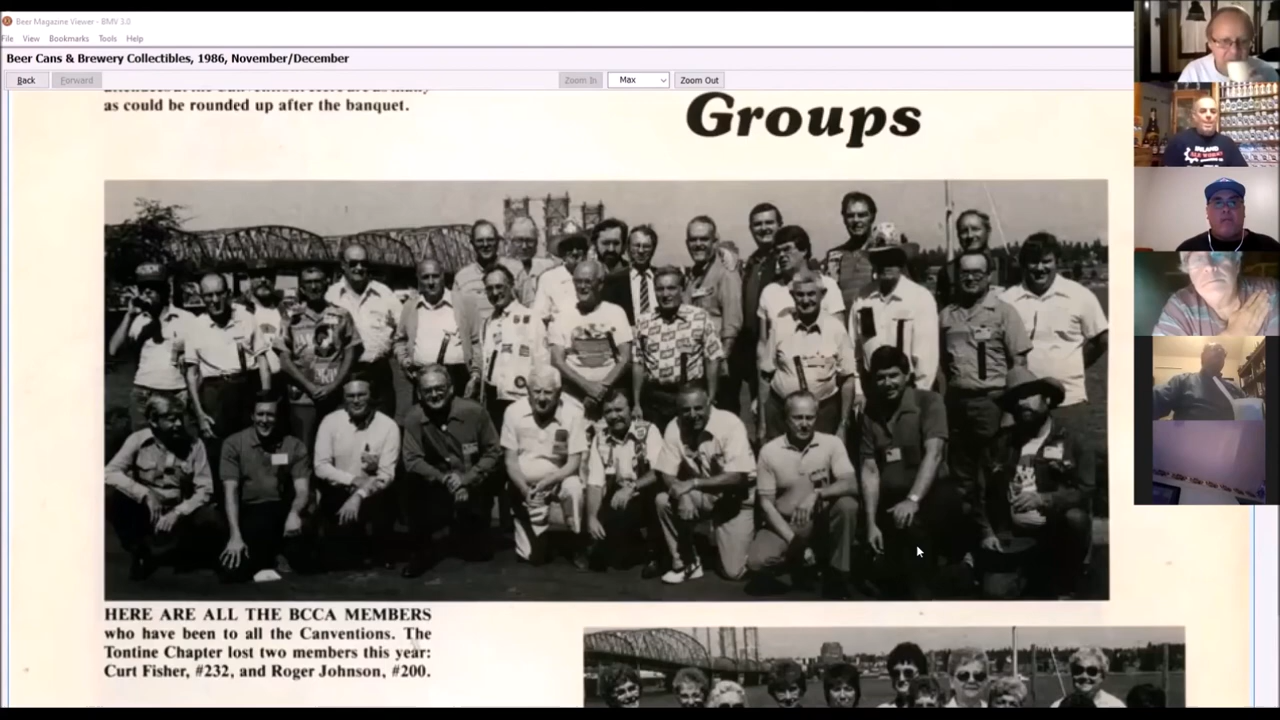 Beer Magazine Viewer - BMV 3.0
File View Bookmarks Tools Help
Beer Cans & Brewery Collectibles, 1986, November/December
Back Forward Zoom In Max Zoom Out
as could be rounded up after the banquet.
Groups
HERE ARE ALL THE BCCA MEMBERS
who have been to all the Canventions. The
Tontine Chapter lost two members this year:
Curt Fisher, #232, and Roger Johnson, #200.